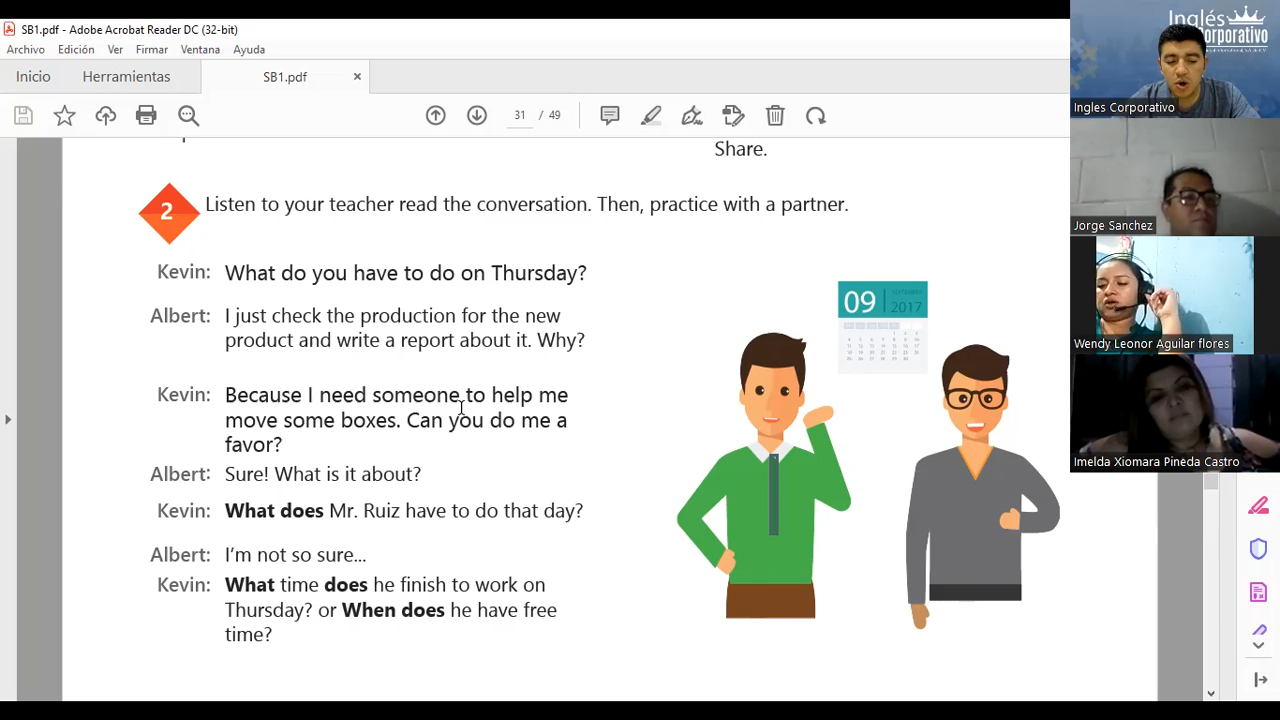 SB1.pdf - Adobe Acrobat Reader DC (32-bit)
Archivo Edición Ver Firmar Ventana Ayuda
Inicio Herramientas SB1.pdf ×
31 / 49
Share.
2 Listen to your teacher read the conversation. Then, practice with a partner.
Kevin: What do you have to do on Thursday?
Albert: I just check the production for the new
product and write a report about it. Why?
Kevin: Because I need someone to help me
move some boxes. Can you do me a
favor?
Albert: Sure! What is it about?
Kevin: What does Mr. Ruiz have to do that day?
Albert: I'm not so sure...
Kevin: What time does he finish to work on
Thursday? or When does he have free
time?
09 SEPTEMBER
2017
Inglés
Corporativo
Ingles Corporativo
Jorge Sanchez
Wendy Leonor Aguilar flores
Imelda Xiomara Pineda Castro